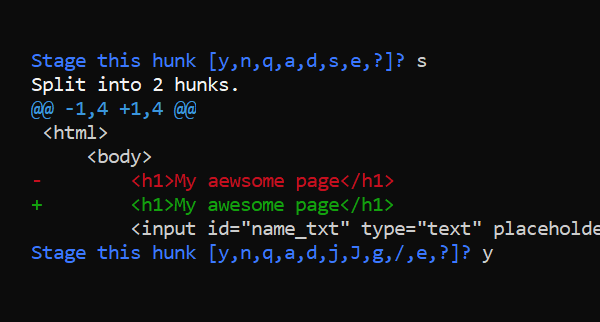 Stage this hunk [y,n,q,a,d,s,e,?]? s
Split into 2 hunks.
@@ -1,4 +1,4 @@
<html>
<body>
- <h1>My aewsome page</h1>
+ <h1>My awesome page</h1>
<input id="name_txt" type="text" placeholde
Stage this hunk [y,n,q,a,d,j,J,g,/,e,?]? y